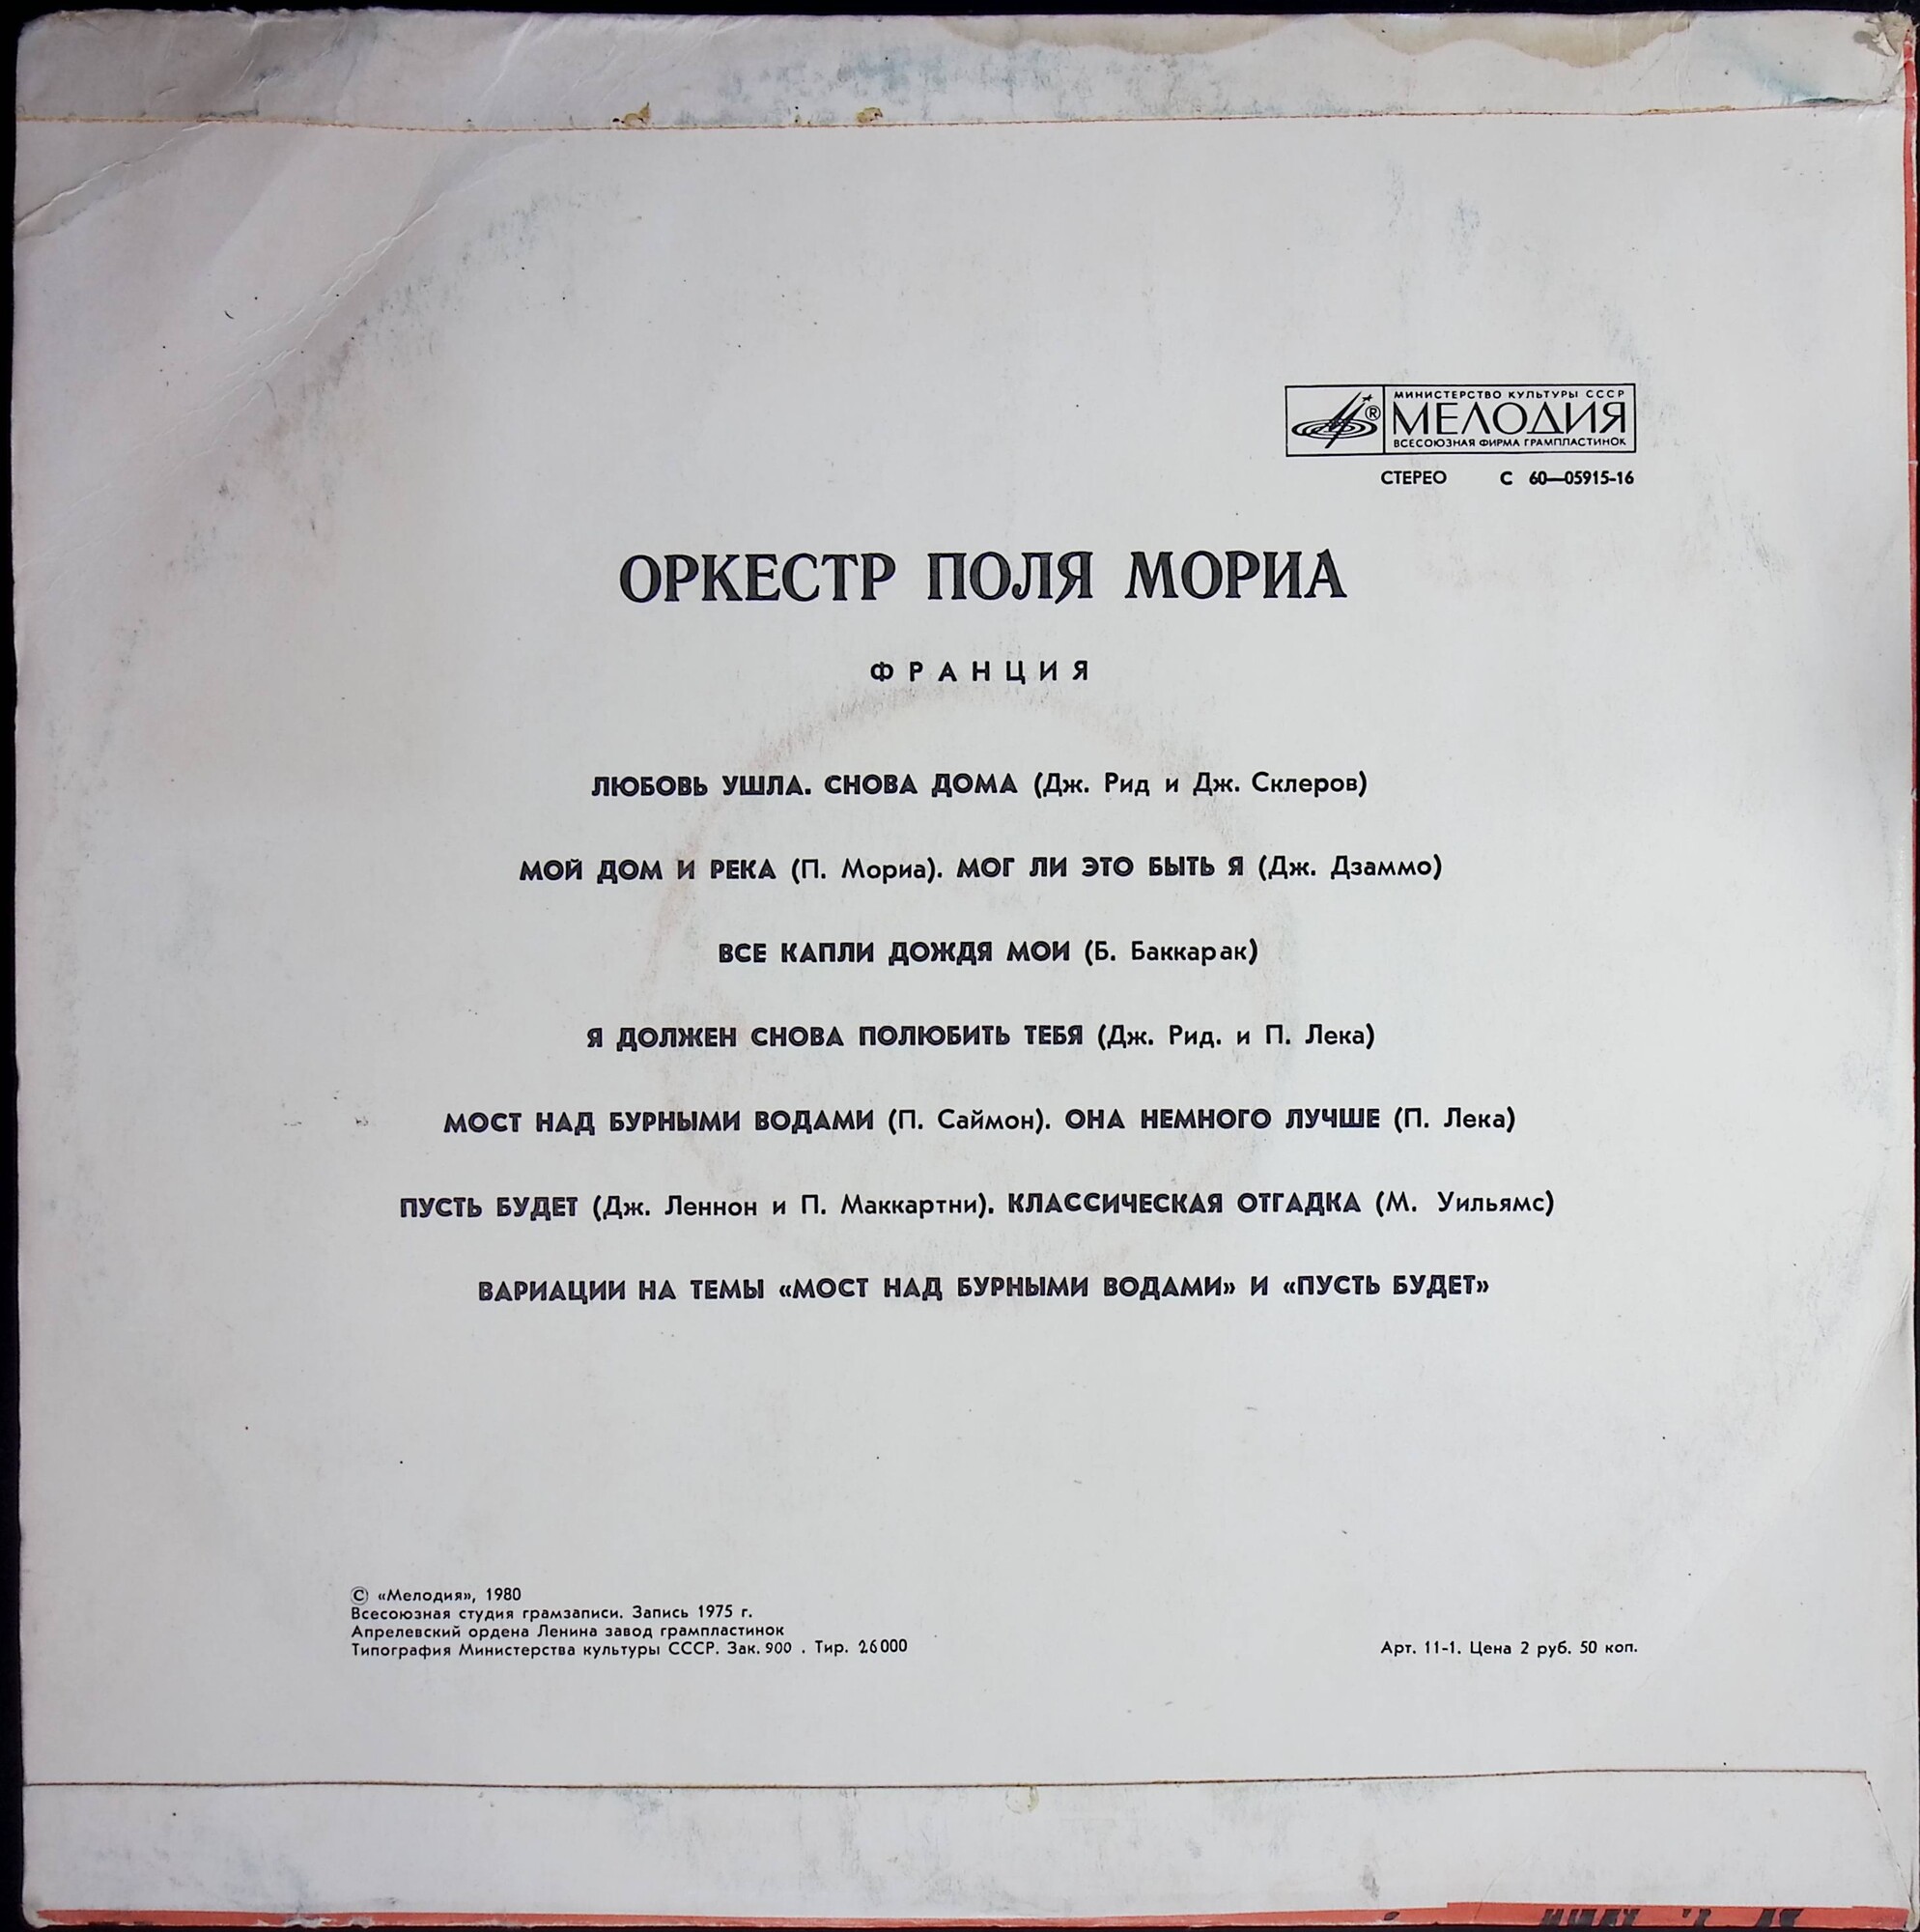 МИНИСТЕРСТВО КУЛЬТУРЫ СССР
МЕЛОДИЯ
®
ВСЕСОЮЗНАЯ ФИРМА ГРАМПЛАСТИНОК
СТЕРЕО С 60—05915-16
ОРКЕСТР ПОЛЯ МОРИА
ФРАНЦИЯ
ЛЮБОВЬ УШЛА. СНОВА ДОМА (Дж. Рид и Дж. Склеров)
МОЙ ДОМ И РЕКА (П. Мориа). МОГ ЛИ ЭТО БЫТЬ Я (Дж. Дзаммо)
ВСЕ КАПЛИ ДОЖДЯ МОИ (Б. Баккарак)
Я ДОЛЖЕН СНОВА ПОЛЮБИТЬ ТЕБЯ (Дж. Рид. и П. Лека)
МОСТ НАД БУРНЫМИ ВОДАМИ (П. Саймон). ОНА НЕМНОГО ЛУЧШЕ (П. Лека)
ПУСТЬ БУДЕТ (Дж. Леннон и П. Маккартни). КЛАССИЧЕСКАЯ ОТГАДКА (М. Уильямс)
ВАРИАЦИИ НА ТЕМЫ «МОСТ НАД БУРНЫМИ ВОДАМИ» И «ПУСТЬ БУДЕТ»
© «Мелодия», 1980
Всесоюзная студия грамзаписи. Запись 1975 г.
Апрелевский ордена Ленина завод грампластинок
Типография Министерства культуры СССР. Зак. 900 . Тир. 26000
Арт. 11-1. Цена 2 руб. 50 коп.